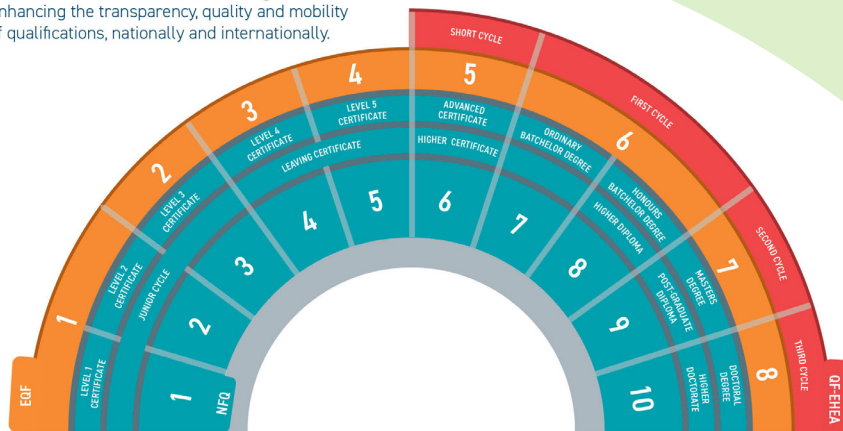 nhancing the transparency, quality and mobility
f qualifications, nationally and internationally.
SHORT CYCLE
FIRST CYCLE
SECOND CYCLE
THIRD CYCLE
QF-EHEA
EQF
1
2
3
4
5
6
7
8
LEVEL 1
CERTIFICATE
LEVEL 2
CERTIFICATE
LEVEL 3
CERTIFICATE
LEVEL 4
CERTIFICATE
LEVEL 5
CERTIFICATE
ADVANCED
CERTIFICATE
ORDINARY
BATCHELOR DEGREE
HONOURS
BATCHELOR DEGREE
MASTERS
DEGREE
DOCTORAL
DEGREE
JUNIOR CYCLE
LEAVING CERTIFICATE
HIGHER CERTIFICATE
HIGHER DIPLOMA
POST-GRADUATE
DIPLOMA
HIGHER
DOCTORATE
NFQ
1
2
3
4
5
6
7
8
9
10